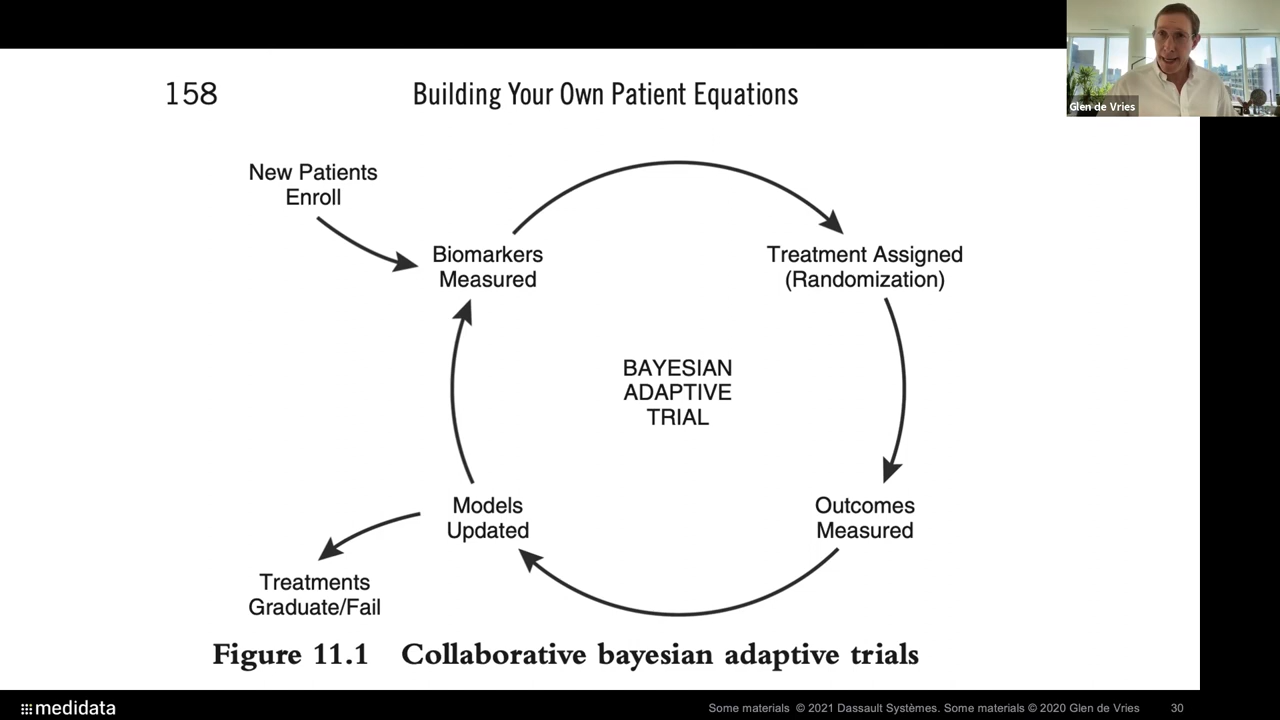 158
Building Your Own Patient Equations
Glen de Vries
New Patients
Enroll
Biomarkers
Measured
Treatment Assigned
(Randomization)
BAYESIAN
ADAPTIVE
TRIAL
Models
Updated
Outcomes
Measured
Treatments
Graduate/Fail
Figure 11.1 Collaborative bayesian adaptive trials
medidata
Some materials © 2021 Dassault Systèmes. Some materials © 2020 Glen de Vries
30